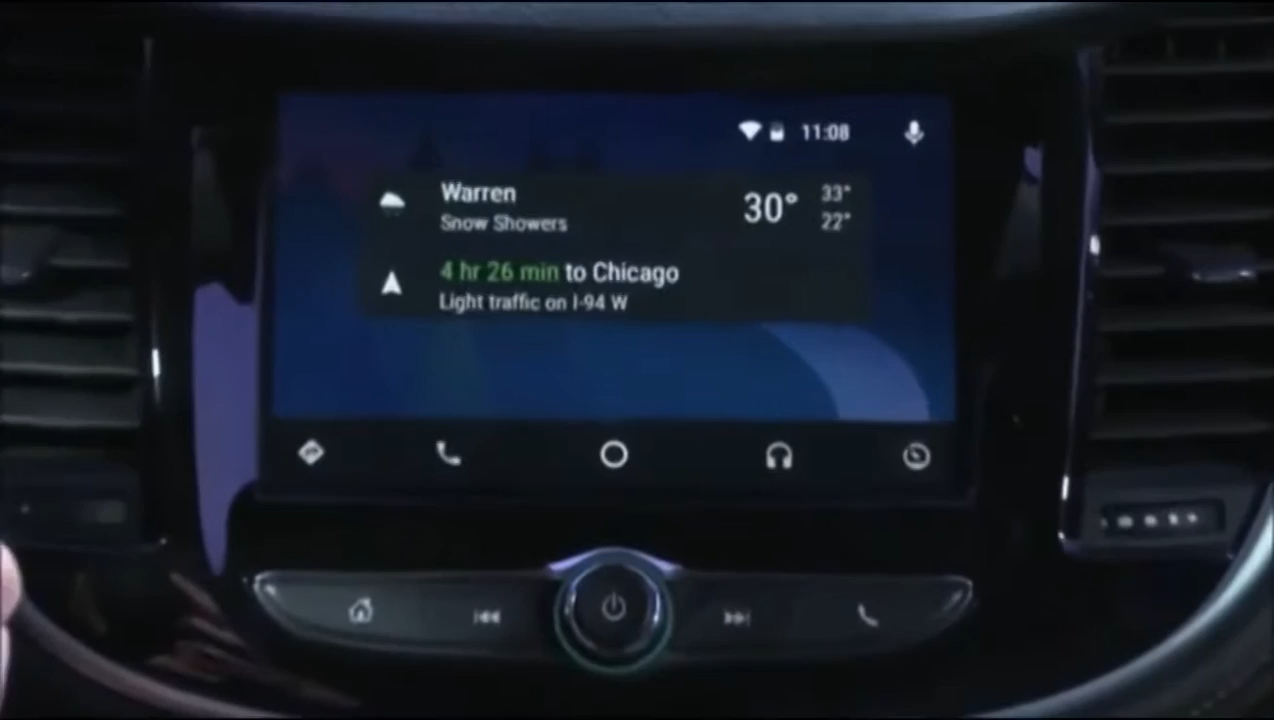 11:08
Warren
Snow Showers
30°
33°
22°
4 hr 26 min to Chicago
Light traffic on I-94 W